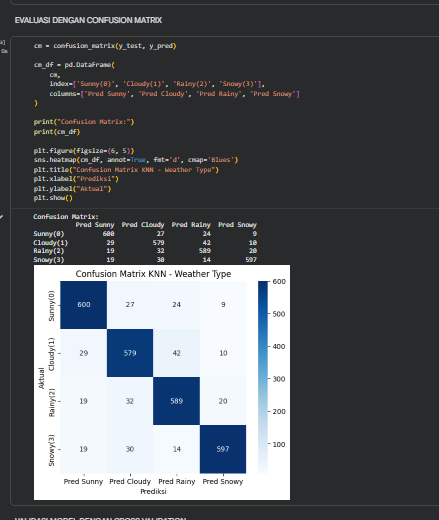 EVALUASI DENGAN CONFUSION MATRIX
cm = confusion_matrix(y_test, y_pred)
cm_df = pd.DataFrame(
cm,
index=['Sunny(0)', 'Cloudy(1)', 'Rainy(2)', 'Snowy(3)'],
columns=['Pred Sunny', 'Pred Cloudy', 'Pred Rainy', 'Pred Snowy']
)
print("Confusion Matrix:")
print(cm_df)
plt.figure(figsize=(6, 5))
sns.heatmap(cm_df, annot=True, fmt='d', cmap='Blues')
plt.title("Confusion Matrix KNN - Weather Type")
plt.xlabel("Prediksi")
plt.ylabel("Aktual")
plt.show()
Confusion Matrix:
Pred Sunny Pred Cloudy Pred Rainy Pred Snowy
Sunny(0) 600 27 24 9
Cloudy(1) 29 579 42 10
Rainy(2) 19 32 589 20
Snowy(3) 19 30 14 597
Confusion Matrix KNN - Weather Type
Sunny(0) 600 27 24 9
Cloudy(1) 29 579 42 10
Rainy(2) 19 32 589 20
Snowy(3) 19 30 14 597
Aktual
Pred Sunny Pred Cloudy Pred Rainy Pred Snowy
Prediksi
600
500
400
300
200
100
VALIDASI MODEL DENGAN CROSS VALIDATION